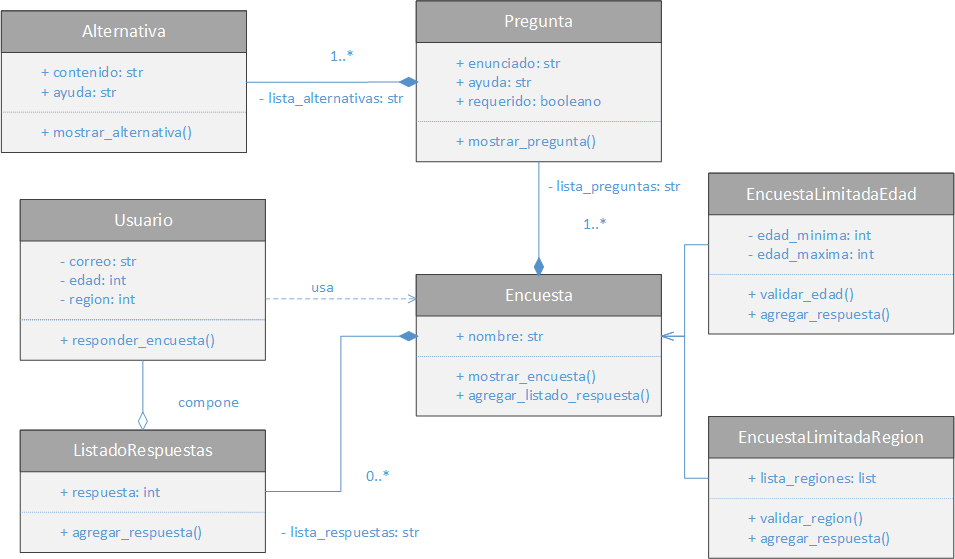 Alternativa
+ contenido: str
+ ayuda: str
+ mostrar_alternativa()
1..*
- lista_alternativas: str
Pregunta
+ enunciado: str
+ ayuda: str
+ requerido: booleano
+ mostrar_pregunta()
- lista_preguntas: str
1..*
Usuario
- correo: str
- edad: int
- region: int
+ responder_encuesta()
usa
Encuesta
+ nombre: str
+ mostrar_encuesta()
+ agregar_listado_respuesta()
EncuestaLimitadaEdad
- edad_minima: int
- edad_maxima: int
+ validar_edad()
+ agregar_respuesta()
compone
ListadoRespuestas
+ respuesta: int
+ agregar_respuesta()
0..*
- lista_respuestas: str
EncuestaLimitadaRegion
+ lista_regiones: list
+ validar_region()
+ agregar_respuesta()